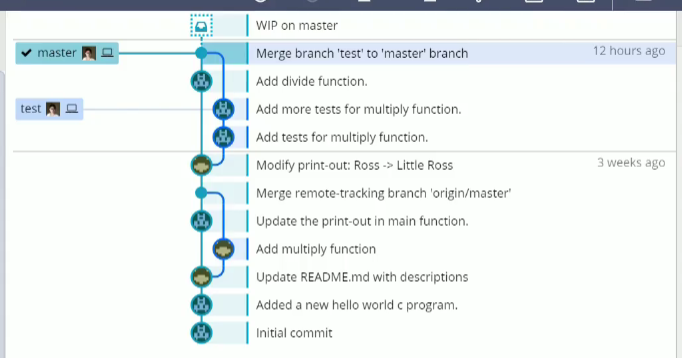 WIP on master
master Merge branch 'test' to 'master' branch 12 hours ago
Add divide function.
test Add more tests for multiply function.
Add tests for multiply function.
Modify print-out: Ross -> Little Ross 3 weeks ago
Merge remote-tracking branch 'origin/master'
Update the print-out in main function.
Add multiply function
Update README.md with descriptions
Added a new hello world c program.
Initial commit